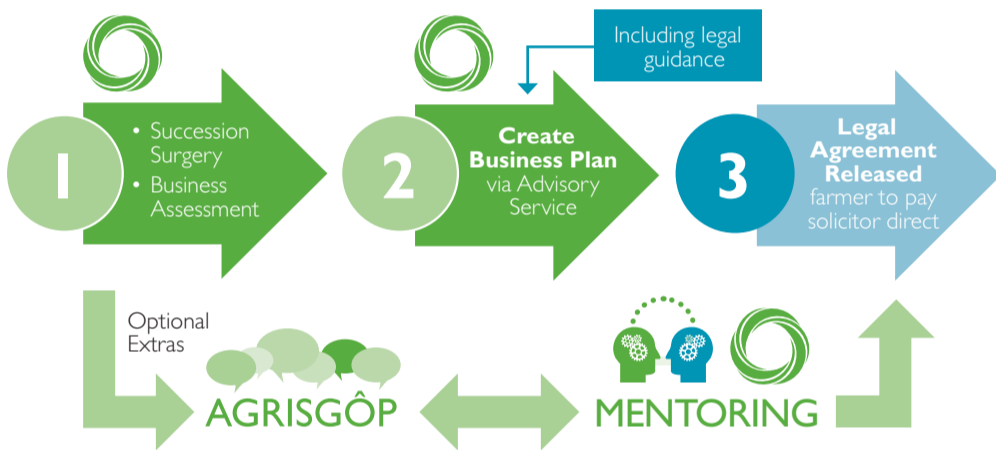 1
• Succession
Surgery
• Business
Assessment
2
Create
Business Plan
via Advisory
Service
Including legal
guidance
3
Legal
Agreement
Released
farmer to pay
solicitor direct
Optional
Extras
AGRISGÔP
MENTORING